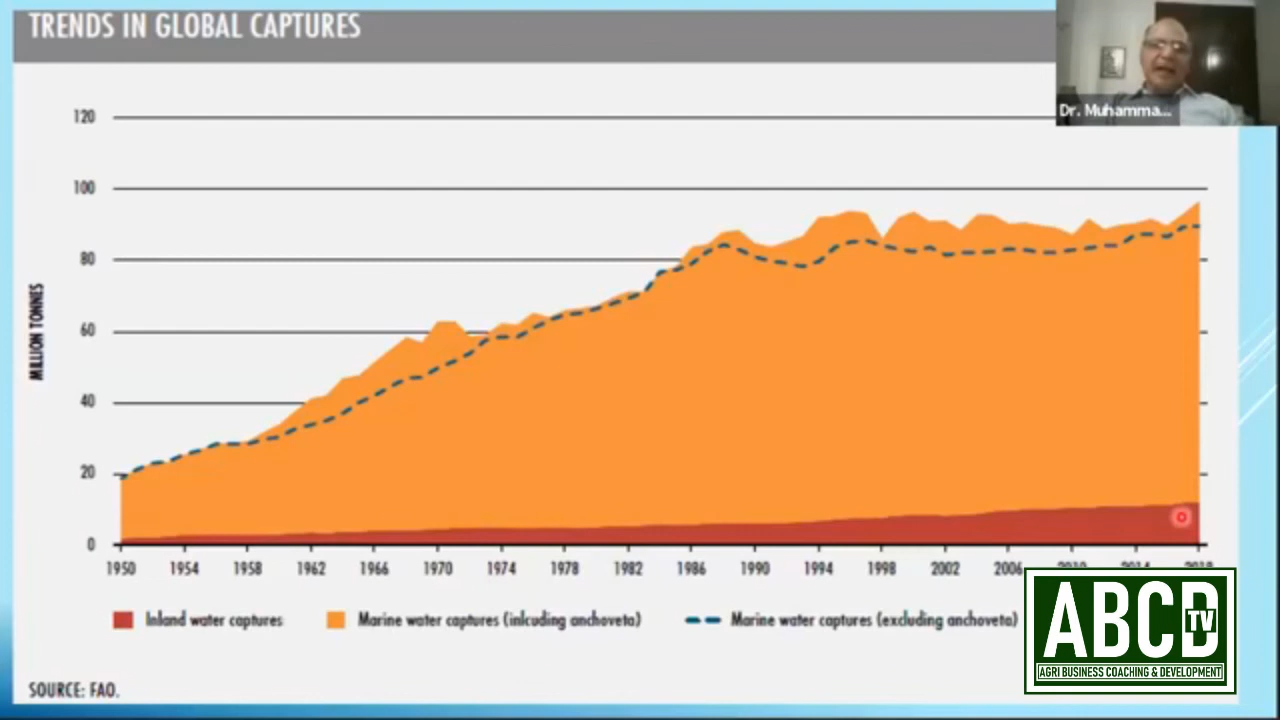 TRENDS IN GLOBAL CAPTURES
Dr. Muhamma...
120
100
80
60
40
20
0
MILLION TONNES
1950 1954 1958 1962 1966 1970 1974 1978 1982 1986 1990 1994 1998 2002 2006 2010 2014 2018
Inland water captures Marine water captures (inlcuding anchoveta) Marine water captures (excluding anchoveta)
SOURCE: FAO.
ABCD TV
AGRI BUSINESS COACHING & DEVELOPMENT